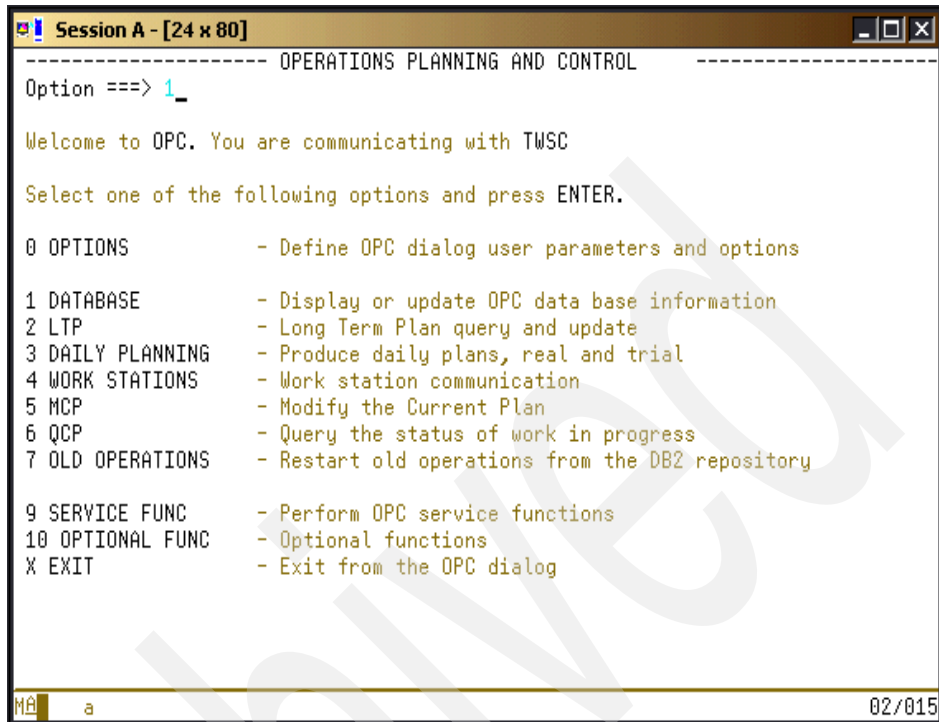 Session A - [24 x 80]
--------------------- OPERATIONS PLANNING AND CONTROL ---------------------
Option ===> 1_
Welcome to OPC. You are communicating with TWSC
Select one of the following options and press ENTER.
0 OPTIONS - Define OPC dialog user parameters and options
1 DATABASE - Display or update OPC data base information
2 LTP - Long Term Plan query and update
3 DAILY PLANNING - Produce daily plans, real and trial
4 WORK STATIONS - Work station communication
5 MCP - Modify the Current Plan
6 QCP - Query the status of work in progress
7 OLD OPERATIONS - Restart old operations from the DB2 repository
9 SERVICE FUNC - Perform OPC service functions
10 OPTIONAL FUNC - Optional functions
X EXIT - Exit from the OPC dialog
MA a 02/015